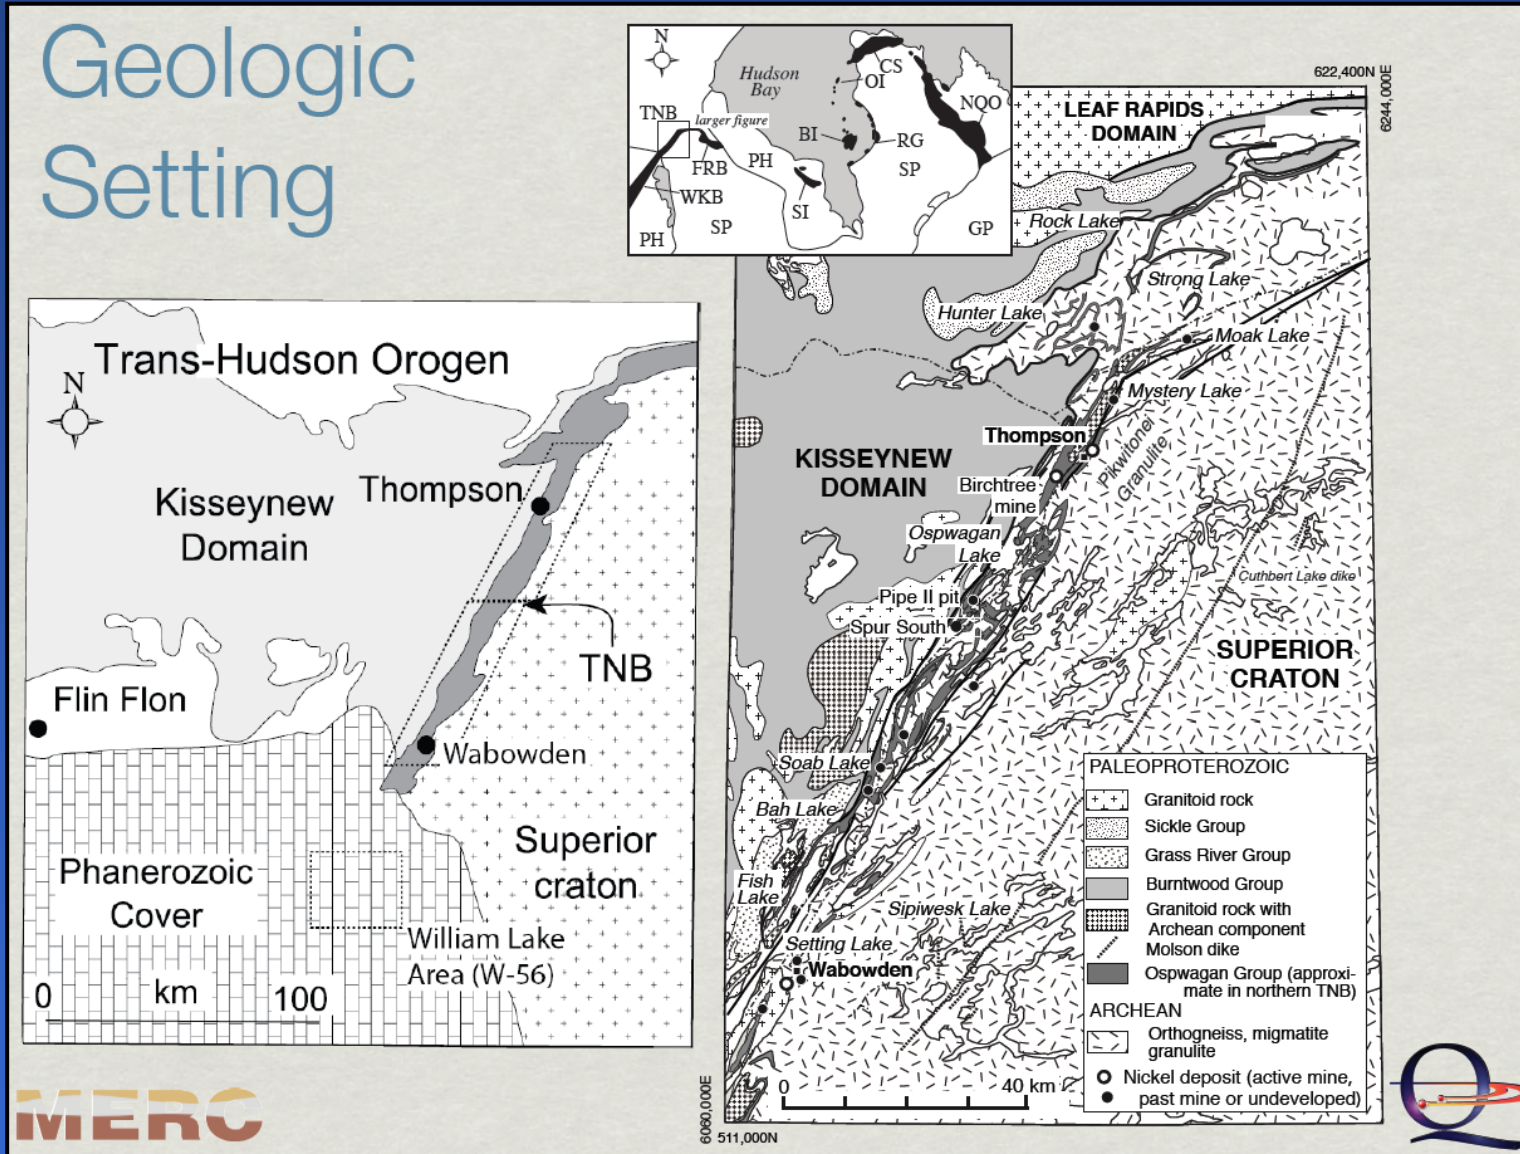 Geologic
Setting
N
Hudson
Bay
CS
OI
NQO
TNB
larger figure
BI
RG
FRB
PH
SP
WKB
SI
SP
PH
GP
Trans-Hudson Orogen
N
Kisseynew
Domain
Thompson
TNB
Flin Flon
Wabowden
Superior
craton
Phanerozoic
Cover
William Lake
Area (W-56)
0 km 100
622,400N
6244,000E
LEAF RAPIDS
DOMAIN
Rock Lake
Strong Lake
Hunter Lake
Moak Lake
Mystery Lake
Thompson
Pikwitonei
Granulite
KISSEYNEW
DOMAIN
Birchtree
mine
Ospwagan
Lake
Cuthbert Lake dike
Pipe II pit
Spur South
SUPERIOR
CRATON
Soab Lake
Bah Lake
Fish
Lake
Sipiwesk Lake
Setting Lake
Wabowden
0 40 km
6060,000E
511,000N
PALEOPROTEROZOIC
Granitoid rock
Sickle Group
Grass River Group
Burntwood Group
Granitoid rock with
Archean component
Molson dike
Ospwagan Group (approxi-
mate in northern TNB)
ARCHEAN
Orthogneiss, migmatite
granulite
Nickel deposit (active mine,
past mine or undeveloped)
MERC
Q